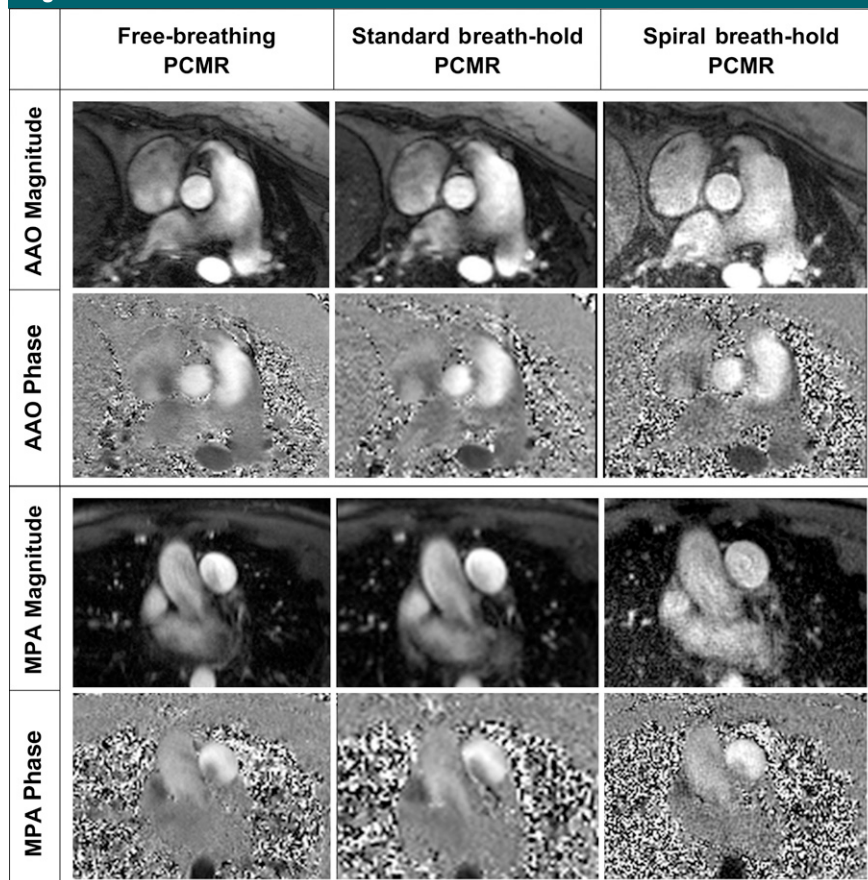 Free-breathing
PCMR
Standard breath-hold
PCMR
Spiral breath-hold
PCMR
AAO Magnitude
AAO Phase
MPA Magnitude
MPA Phase